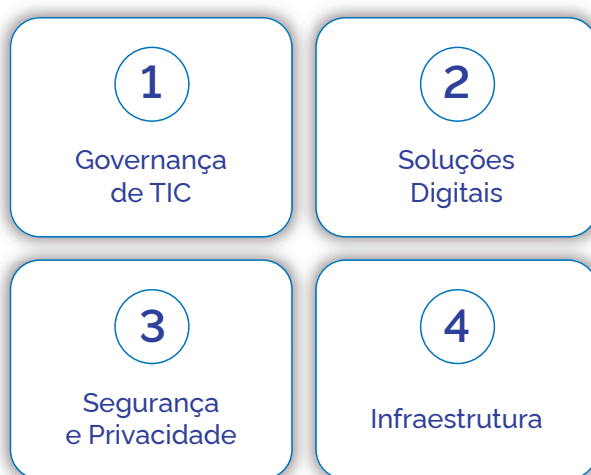 1
Governança
de TIC
2
Soluções
Digitais
3
Segurança
e Privacidade
4
Infraestrutura